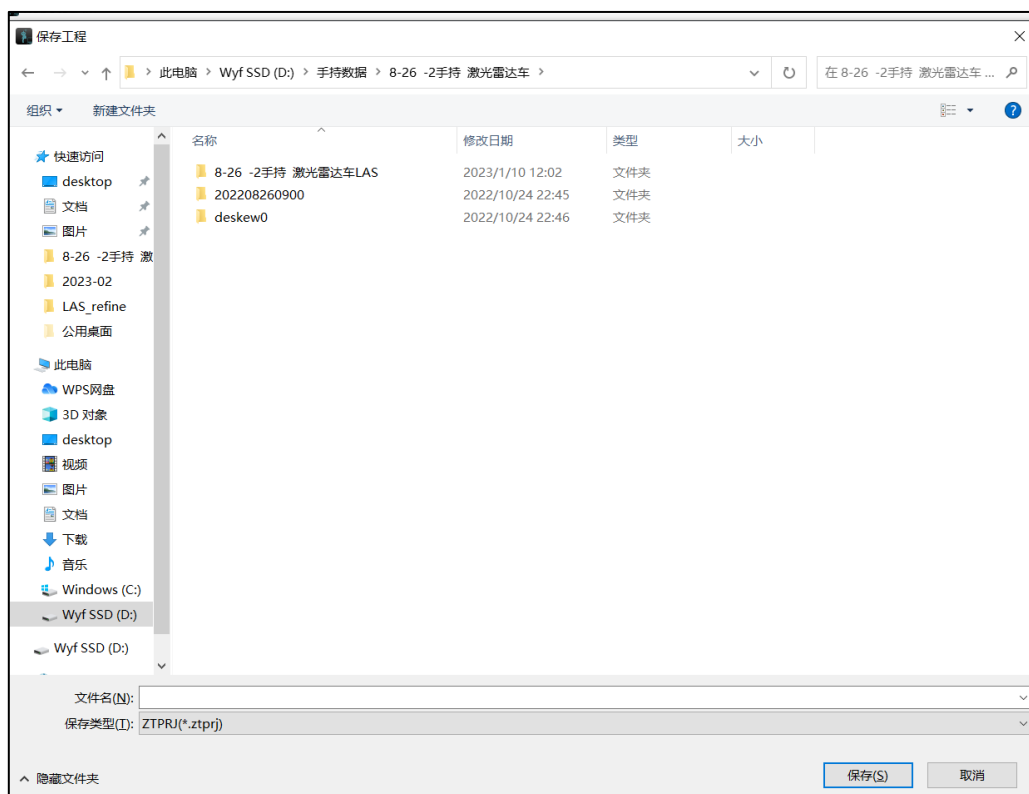 保存工程
此电脑 > Wyf SSD (D:) > 手持数据 > 8-26 -2手持 激光雷达车 >
在 8-26 -2手持 激光雷达车 ...
组织 新建文件夹
名称 修改日期 类型 大小
快速访问
desktop
文档
图片
8-26 -2手持 激
2023-02
LAS_refine
公用桌面
此电脑
WPS网盘
3D 对象
desktop
视频
图片
文档
下载
音乐
Windows (C:)
Wyf SSD (D:)
Wyf SSD (D:)
8-26 -2手持 激光雷达车LAS 2023/1/10 12:02 文件夹
202208260900 2022/10/24 22:45 文件夹
deskew0 2022/10/24 22:46 文件夹
文件名(N):
保存类型(T): ZTPRJ(*.ztprj)
隐藏文件夹
保存(S) 取消